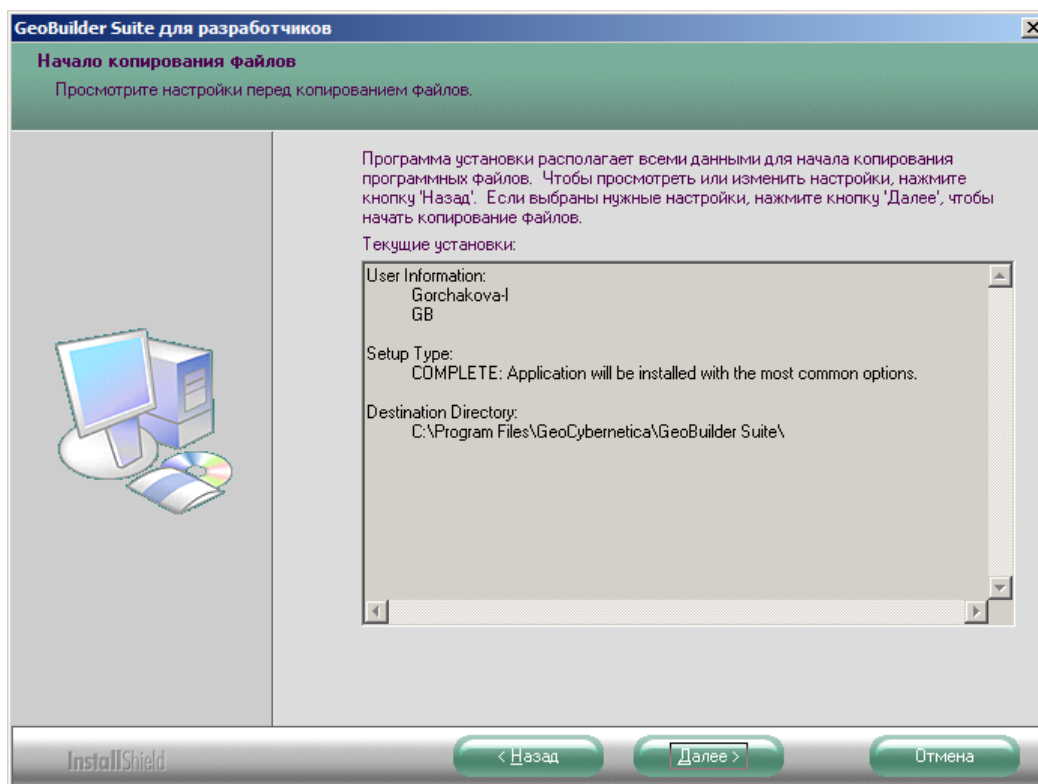 GeoBuilder Suite для разработчиков
Начало копирования файлов
Просмотрите настройки перед копированием файлов.
Программа установки располагает всеми данными для начала копирования
программных файлов. Чтобы просмотреть или изменить настройки, нажмите
кнопку 'Назад'. Если выбраны нужные настройки, нажмите кнопку 'Далее', чтобы
начать копирование файлов.
Текущие установки:
User Information:
Gorchakova-I
GB
Setup Type:
COMPLETE: Application will be installed with the most common options.
Destination Directory:
C:\Program Files\GeoCybernetica\GeoBuilder Suite\
InstallShield
< Назад
Далее >
Отмена